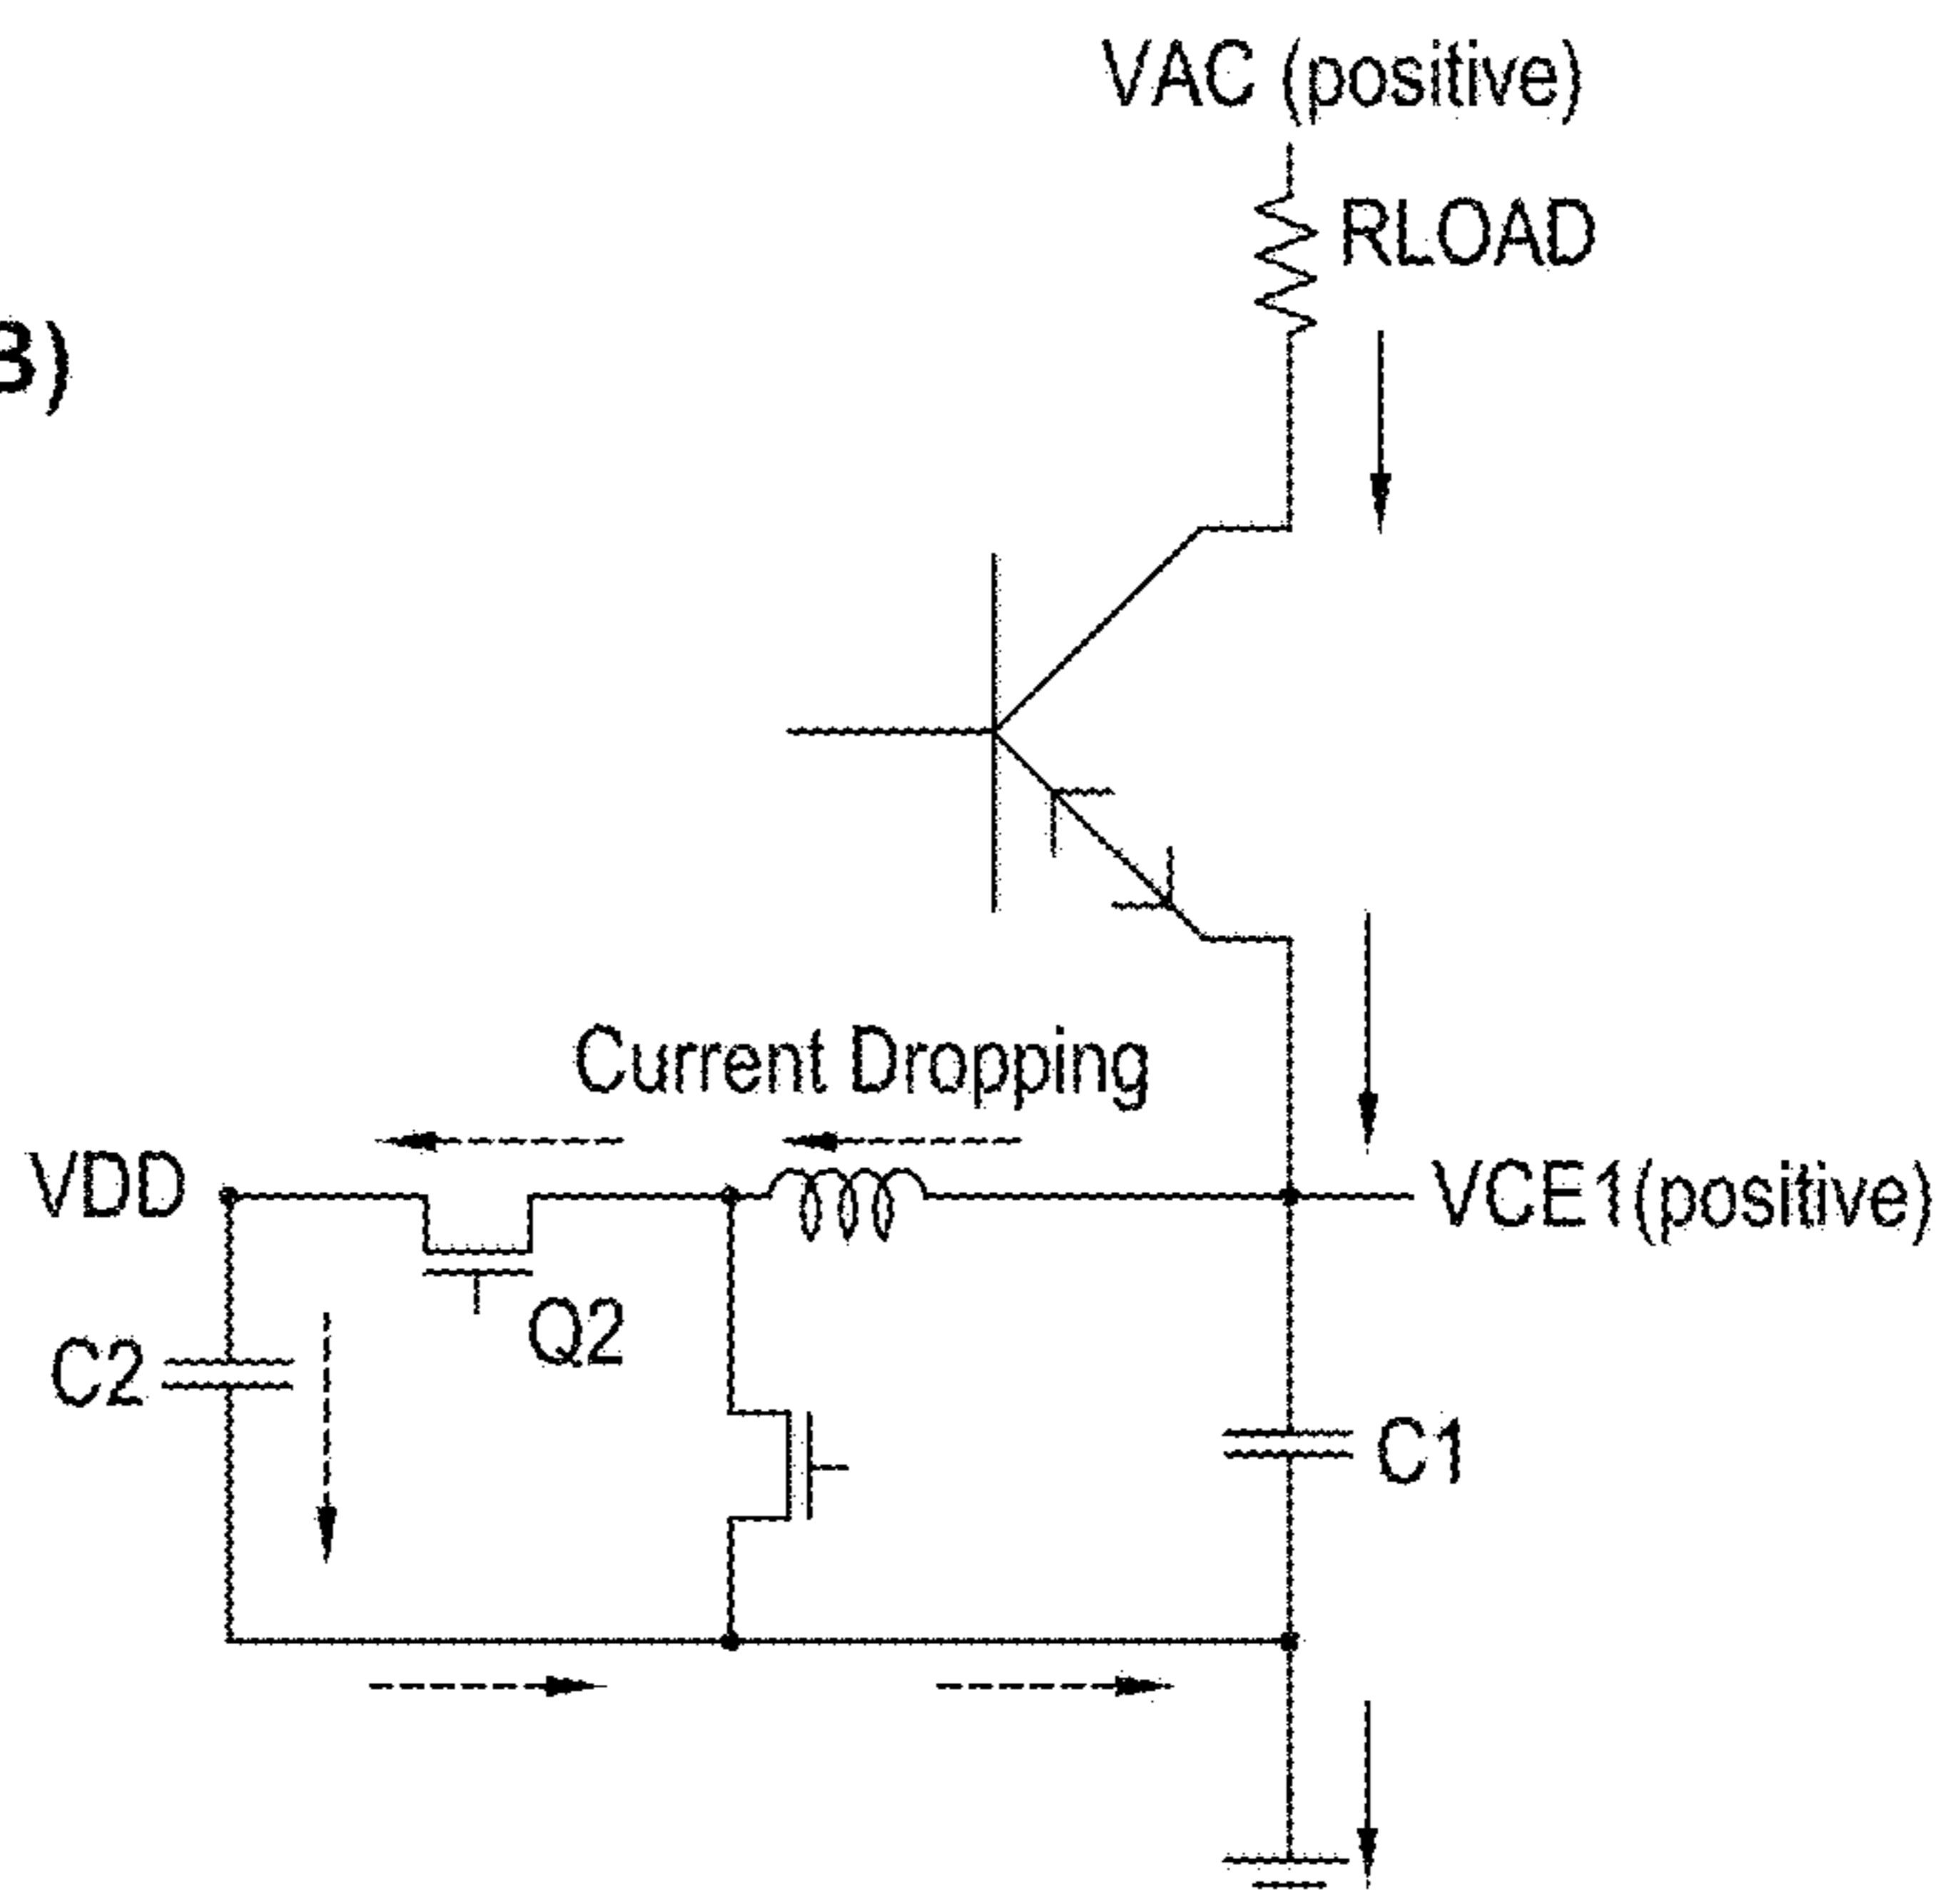 VAC (positive)
RLOAD
B)
Current Dropping
VDD
VCE1(positive)
Q2
C2
C1